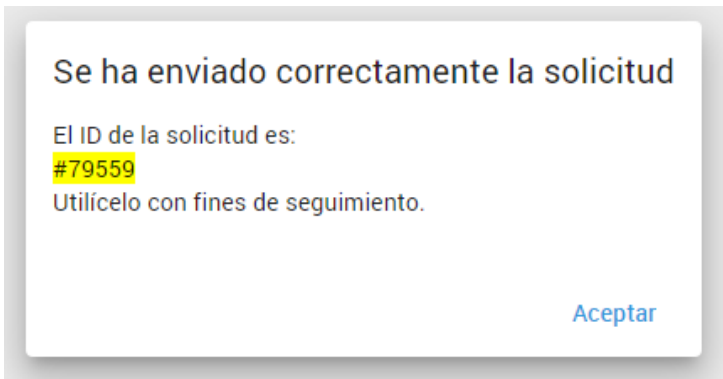 Se ha enviado correctamente la solicitud
El ID de la solicitud es:
#79559
Utilícelo con fines de seguimiento.
Aceptar